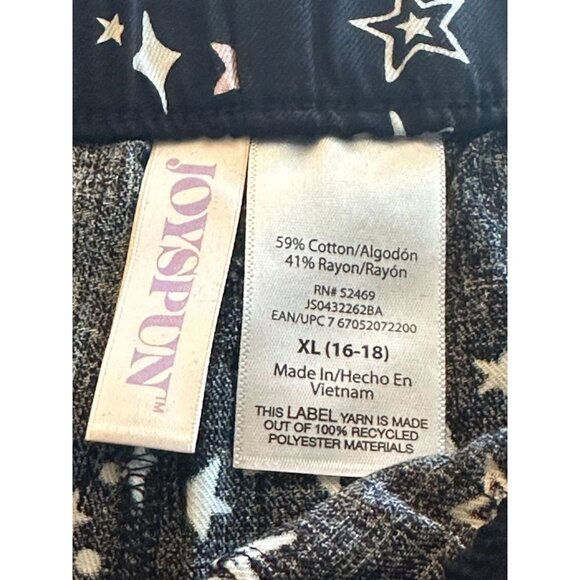 JOYSPUN™
59% Cotton/Algodón
41% Rayon/Rayón
RN# 52469
JS0432262BA
EAN/UPC 7 67052072200
XL (16-18)
Made In/Hecho En
Vietnam
THIS LABEL YARN IS MADE
OUT OF 100% RECYCLED
POLYESTER MATERIALS